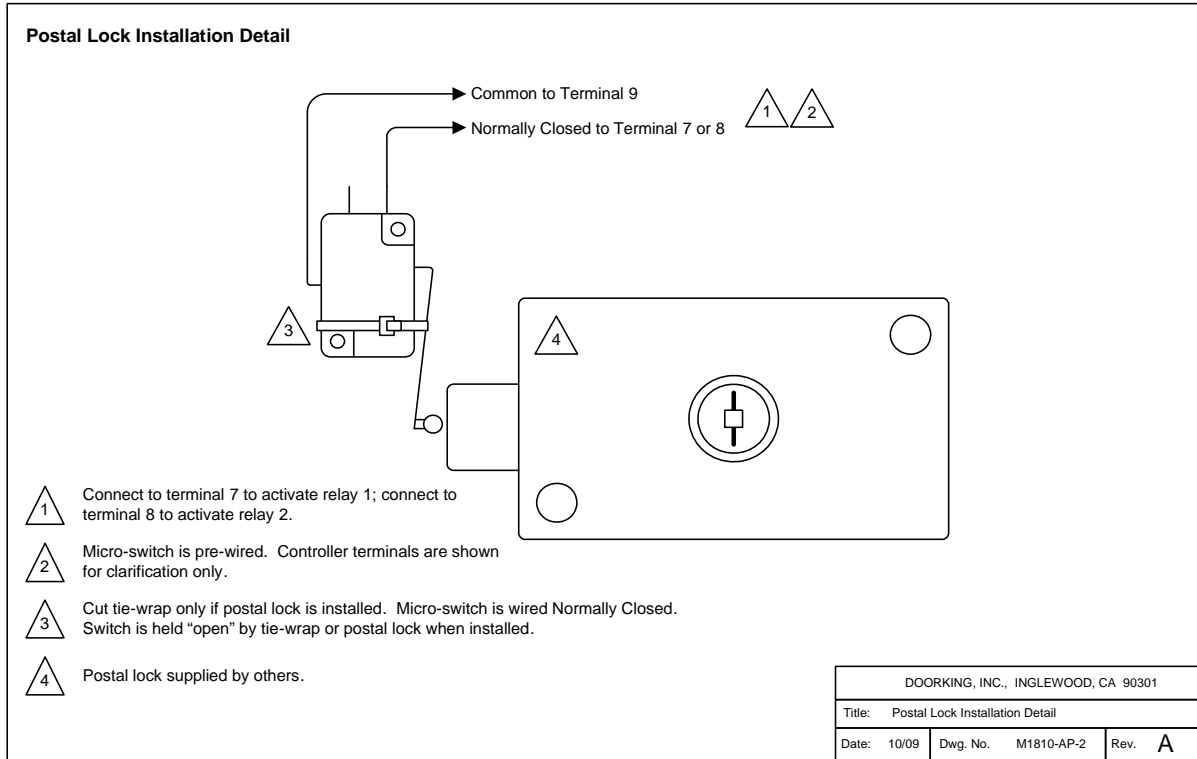 Postal Lock Installation Detail
Common to Terminal 9
Normally Closed to Terminal 7 or 8
1
2
3
4
1
Connect to terminal 7 to activate relay 1; connect to
terminal 8 to activate relay 2.
2
Micro-switch is pre-wired.  Controller terminals are shown
for clarification only.
3
Cut tie-wrap only if postal lock is installed.  Micro-switch is wired Normally Closed.
Switch is held “open” by tie-wrap or postal lock when installed.
4
Postal lock supplied by others.
DOORKING, INC.,  INGLEWOOD, CA  90301
Title: Postal Lock Installation Detail
Date: 10/09 Dwg. No. M1810-AP-2 Rev. A